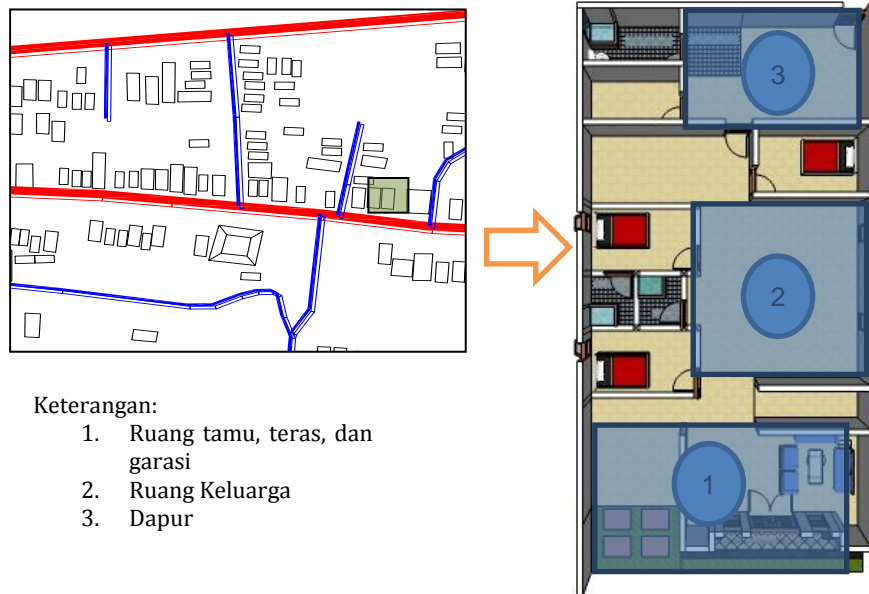 3
2
1
Keterangan:
1. Ruang tamu, teras, dan
garasi
2. Ruang Keluarga
3. Dapur